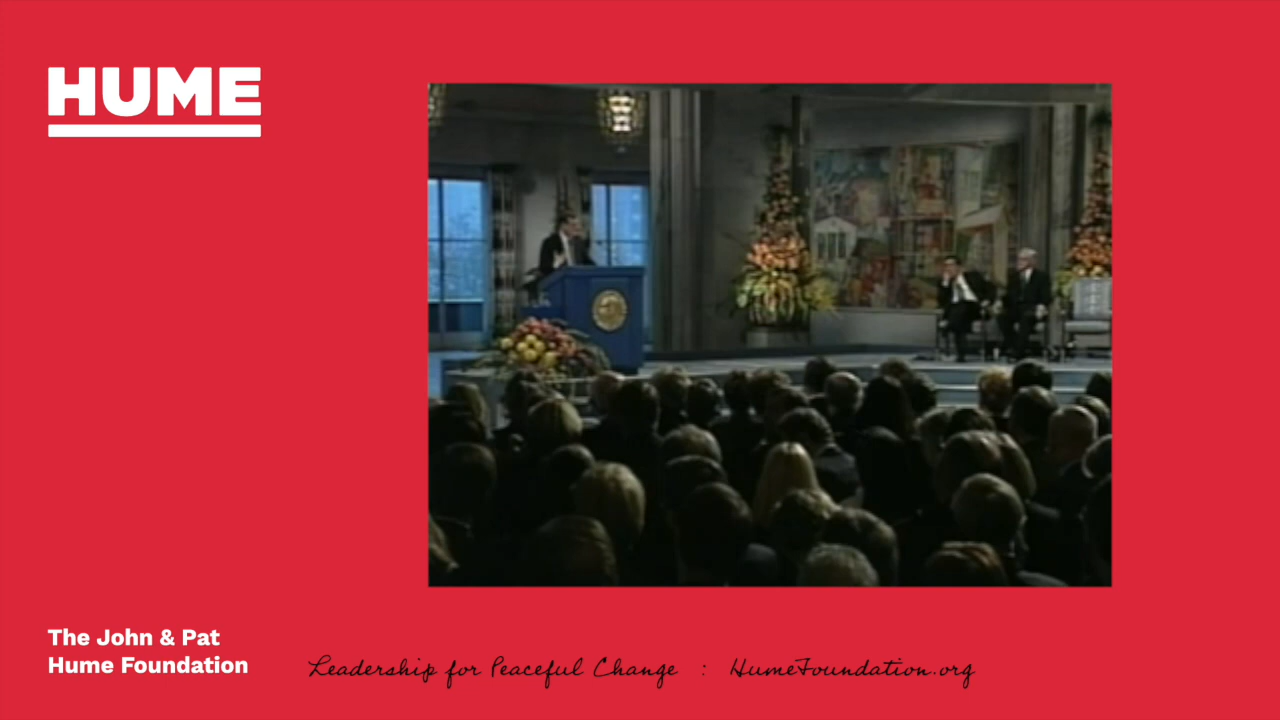 HUME
The John & Pat
Hume Foundation
Leadership for Peaceful Change : HumeFoundation.org